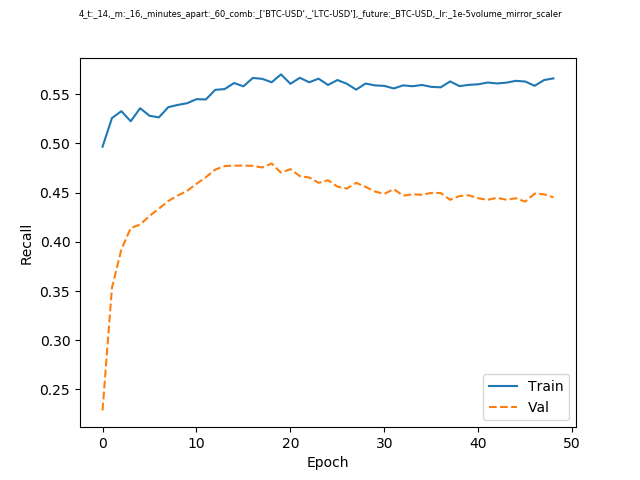 4_t:_14,_m:_16,_minutes_apart:_60_comb:_['BTC-USD',_'LTC-USD'],_future:_BTC-USD,_lr:_1e-5volume_mirror_scaler
0.55
0.50
0.45
0.40
0.35
0.30
0.25
Recall
0 10 20 30 40 50
Epoch
Train
Val